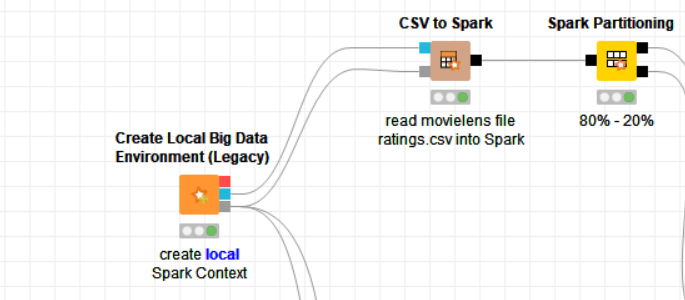 CSV to Spark
Spark Partitioning
read movielens file
ratings.csv into Spark
80% - 20%
Create Local Big Data
Environment (Legacy)
create local
Spark Context